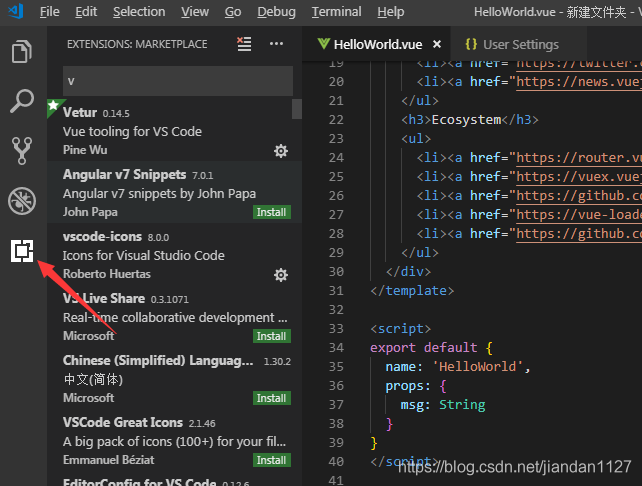 File Edit Selection View Go Debug Terminal Help HelloWorld.vue - 新建文件夹 -
EXTENSIONS: MARKETPLACE
v
Vetur 0.14.5
Vue tooling for VS Code
Pine Wu
Angular v7 Snippets 7.0.1
Angular v7 snippets by John Papa
John Papa Install
vscode-icons 8.0.0
Icons for Visual Studio Code
Roberto Huertas
VS Live Share 0.3.1071
Real-time collaborative development ...
Microsoft Install
Chinese (Simplified) Languag... 1.30.2
中文(简体)
Microsoft Install
VSCode Great Icons 2.1.46
A big pack of icons (100+) for your fil...
Emmanuel Béziat Install
EditorConfig for VS Code 0.12.6
HelloWorld.vue × {} User Settings
19 <li><a href="https://twitter.c
20 <li><a href="https://news.vuej
21 </ul>
22 <h3>Ecosystem</h3>
23 <ul>
24 <li><a href="https://router.vu
25 <li><a href="https://vuex.vuej
26 <li><a href="https://github.co
27 <li><a href="https://vue-loade
28 <li><a href="https://github.co
29 </ul>
30 </div>
31 </template>
32
33 <script>
34 export default {
35 name: 'HelloWorld',
36 props: {
37 msg: String
38 }
39 }
40 </script>
41
https://blog.csdn.net/jiandan1127